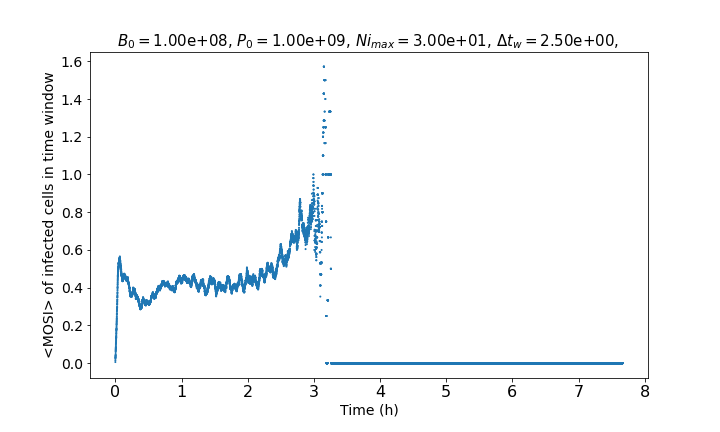 B₀ = 1.00e+08, P₀ = 1.00e+09, Ni_max = 3.00e+01, Δt_w = 2.50e+00,
<MOSI> of infected cells in time window
1.6
1.4
1.2
1.0
0.8
0.6
0.4
0.2
0.0
0 1 2 3 4 5 6 7 8
Time (h)